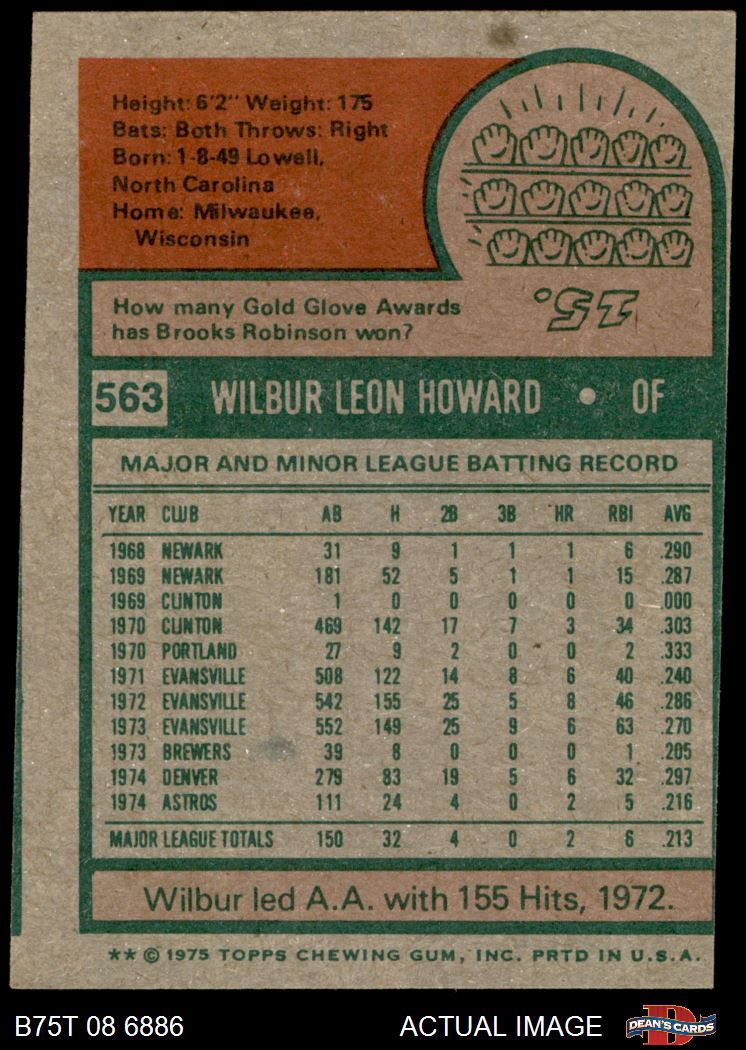 Height: 6'2" Weight: 175
Bats: Both Throws: Right
Born: 1-8-49 Lowell,
North Carolina
Home: Milwaukee,
Wisconsin
How many Gold Glove Awards
has Brooks Robinson won?
15.
563 WILBUR LEON HOWARD • OF
MAJOR AND MINOR LEAGUE BATTING RECORD
YEAR CLUB AB H 2B 3B HR RBI AVG
1968 NEWARK 31 9 1 1 1 6 .290
1969 NEWARK 181 52 5 1 1 15 .287
1969 CLINTON 1 0 0 0 0 0 .000
1970 CLINTON 469 142 17 7 3 34 .303
1970 PORTLAND 27 9 2 0 0 2 .333
1971 EVANSVILLE 508 122 14 8 6 40 .240
1972 EVANSVILLE 542 155 25 5 8 46 .286
1973 EVANSVILLE 552 149 25 9 6 63 .270
1973 BREWERS 39 8 0 0 0 1 .205
1974 DENVER 279 83 19 5 6 32 .297
1974 ASTROS 111 24 4 0 2 5 .216
MAJOR LEAGUE TOTALS 150 32 4 0 2 6 .213
Wilbur led A.A. with 155 Hits, 1972.
** © 1975 TOPPS CHEWING GUM, INC. PRTD IN U.S.A.
B75T 08 6886 ACTUAL IMAGE D DEAN'S CARDS